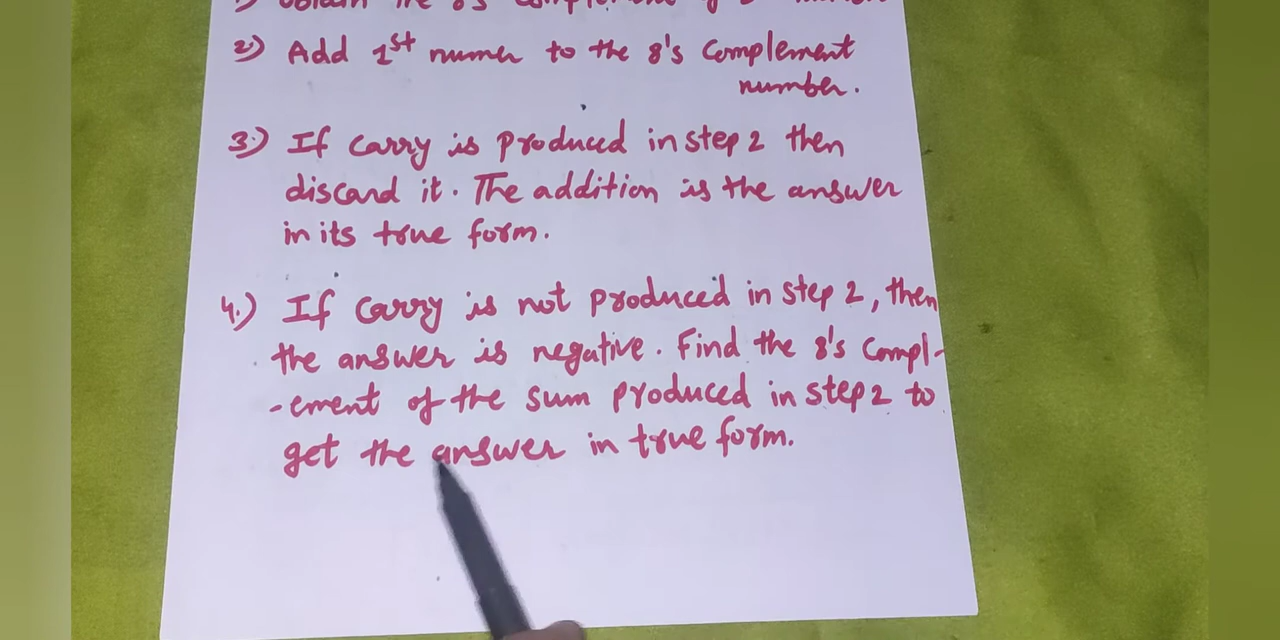 the 8's
2) Add 1st numer to the 8's Complement
number.
3.) If carry is produced in step 2 then
discard it. The addition is the answer
in its true form.
4.) If carry is not produced in step 2, then
the answer is negative. Find the 8's compl-
-ement of the sum produced in step 2 to
get the answer in true form.